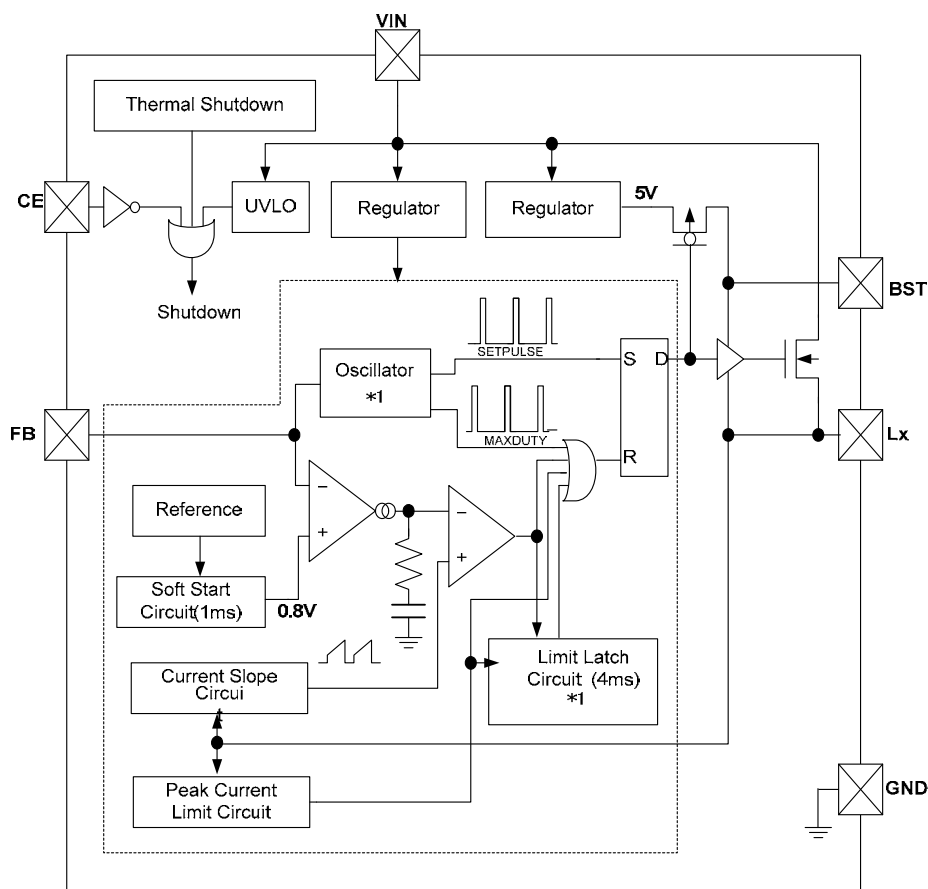 VIN
Thermal Shutdown
CE
UVLO
Regulator
Regulator
5V
Shutdown
BST
SETPULSE
Oscillator
*1
S
D
MAXDUTY
FB
Lx
R
Reference
Soft Start
Circuit(1ms)
0.8V
Limit Latch
Circuit (4ms)
*1
Current Slope
Circui
t
Peak Current
Limit Circuit
GND